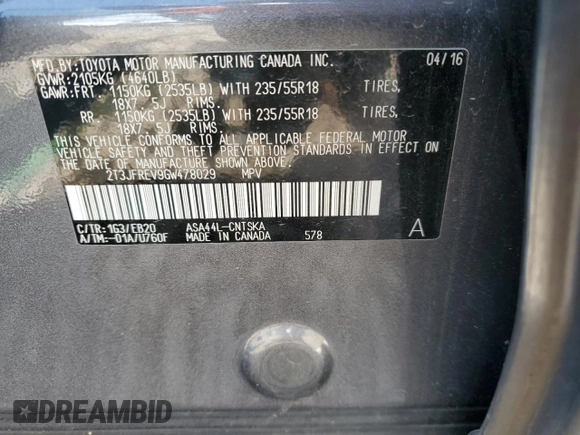 MFD.BY:TOYOTA MOTOR MANUFACTURING CANADA INC. 04/16
GVWR:2105KG (4640LB)
GAWR:FRT. 1150KG (2535LB) WITH 235/55R18 TIRES,
18X7.5J RIMS.
RR. 1150KG (2535LB) WITH 235/55R18 TIRES,
18X7.5J RIMS.
THIS VEHICLE CONFORMS TO ALL APPLICABLE FEDERAL MOTOR
VEHICLE SAFETY AND THEFT PREVENTION STANDARDS IN EFFECT ON
THE DATE OF MANUFACTURE SHOWN ABOVE.
2T3JFREV9GW478029 MPV
C/TR:1G3/EB20 ASA44L-CNTSKA
A/TM:-01A/U760F MADE IN CANADA 578 A
DREAMBID